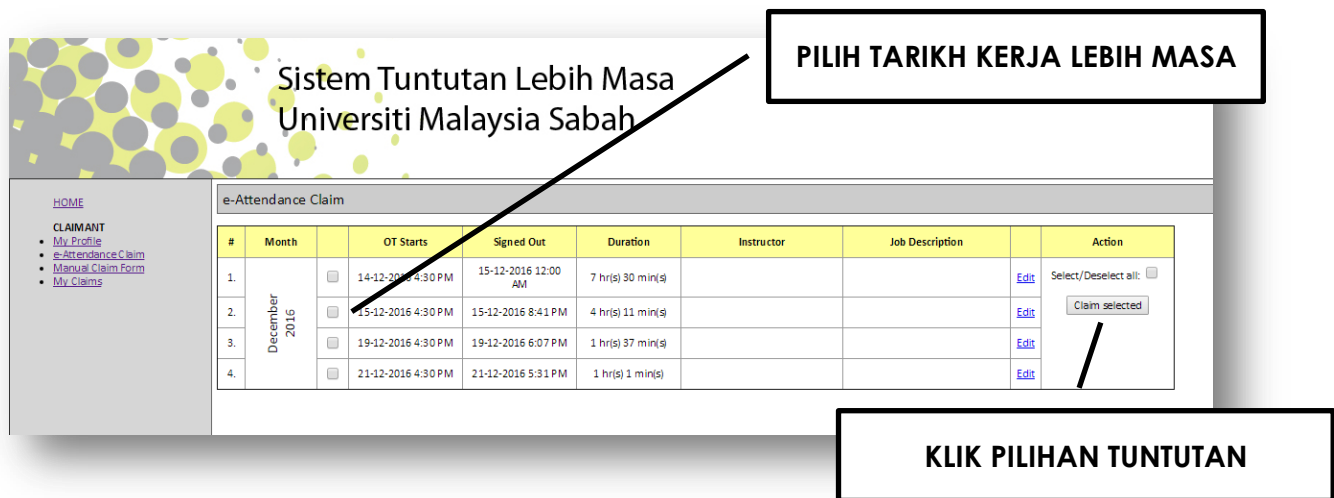 PILIH TARIKH KERJA LEBIH MASA
Sistem Tuntutan Lebih Masa
Universiti Malaysia Sabah
HOME
CLAIMANT
My Profile
e-Attendance Claim
Manual Claim Form
My Claims
e-Attendance Claim
# Month OT Starts Signed Out Duration Instructor Job Description Action
December
2016
1. 14-12-2016 4:30 PM 15-12-2016 12:00 AM 7 hr(s) 30 min(s) Edit
2. 15-12-2016 4:30 PM 15-12-2016 8:41 PM 4 hr(s) 11 min(s) Edit
3. 19-12-2016 4:30 PM 19-12-2016 6:07 PM 1 hr(s) 37 min(s) Edit
4. 21-12-2016 4:30 PM 21-12-2016 5:31 PM 1 hr(s) 1 min(s) Edit
Select/Deselect all:
Claim selected
KLIK PILIHAN TUNTUTAN